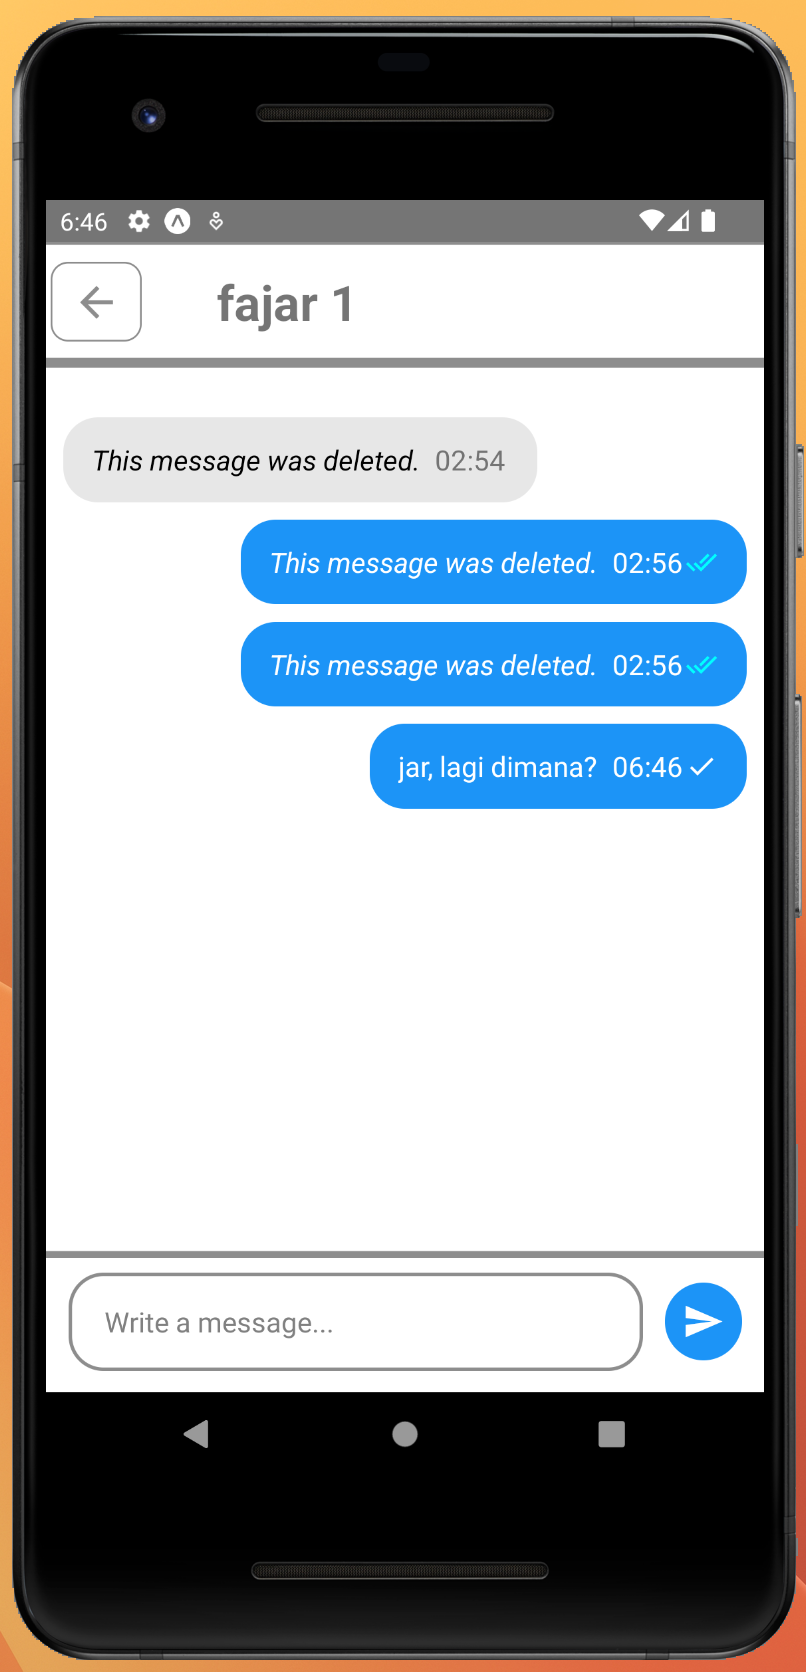 6:46
fajar 1
This message was deleted. 02:54
This message was deleted. 02:56
This message was deleted. 02:56
jar, lagi dimana? 06:46
Write a message...